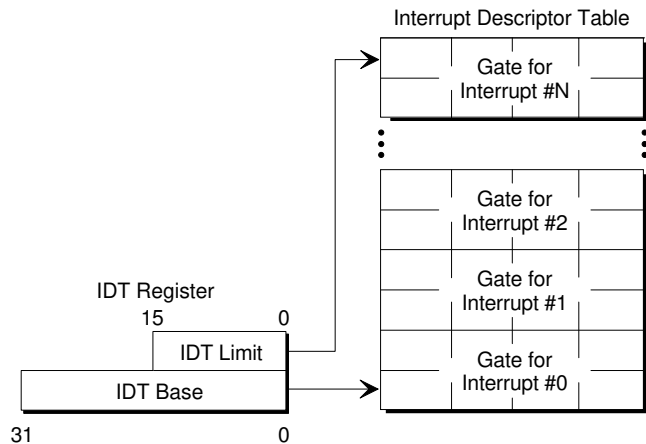 Interrupt Descriptor Table
Gate for
Interrupt #N
Gate for
Interrupt #2
Gate for
Interrupt #1
Gate for
Interrupt #0
IDT Register
15 0
IDT Limit
IDT Base
31 0